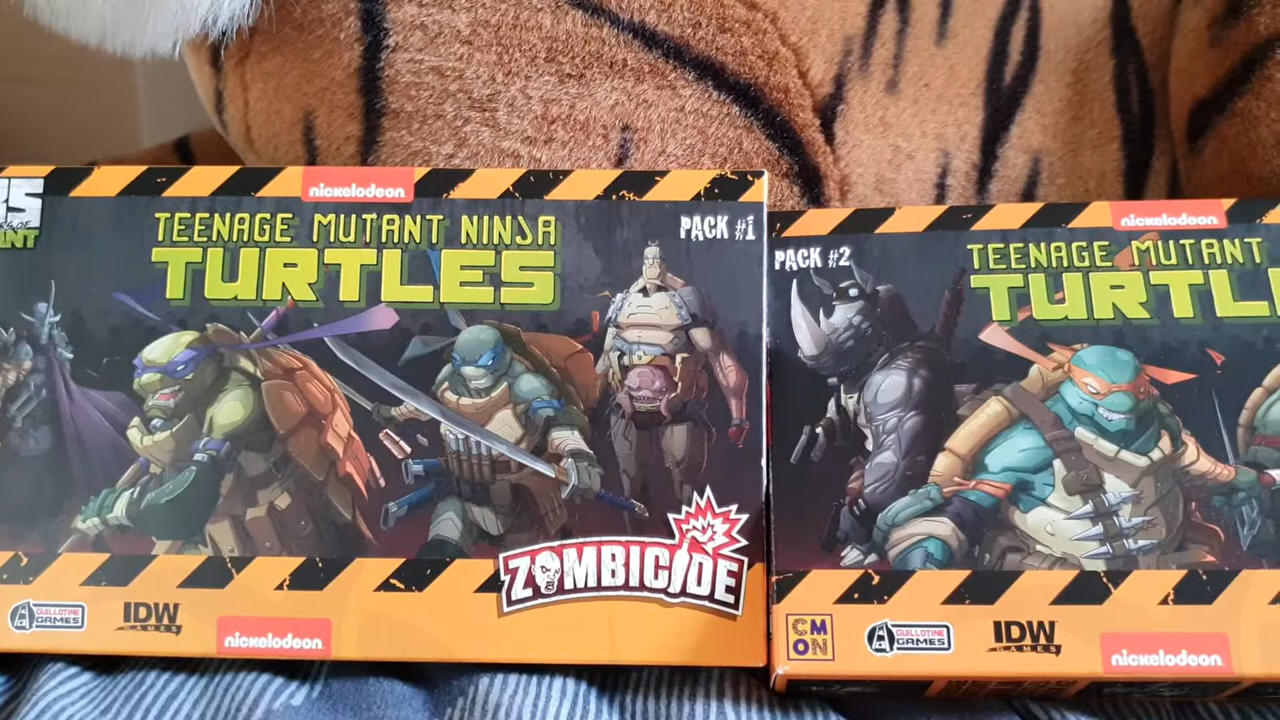 nickelodeon
TEENAGE MUTANT NINJA
TURTLES
PACK #1
ZOMBICIDE
GUILLOTINE
GAMES
IDW
GAMES
nickelodeon
nickelodeon
PACK #2
TEENAGE MUTANT
TURTL
CMON
GUILLOTINE
GAMES
IDW
GAMES
nickelodeon